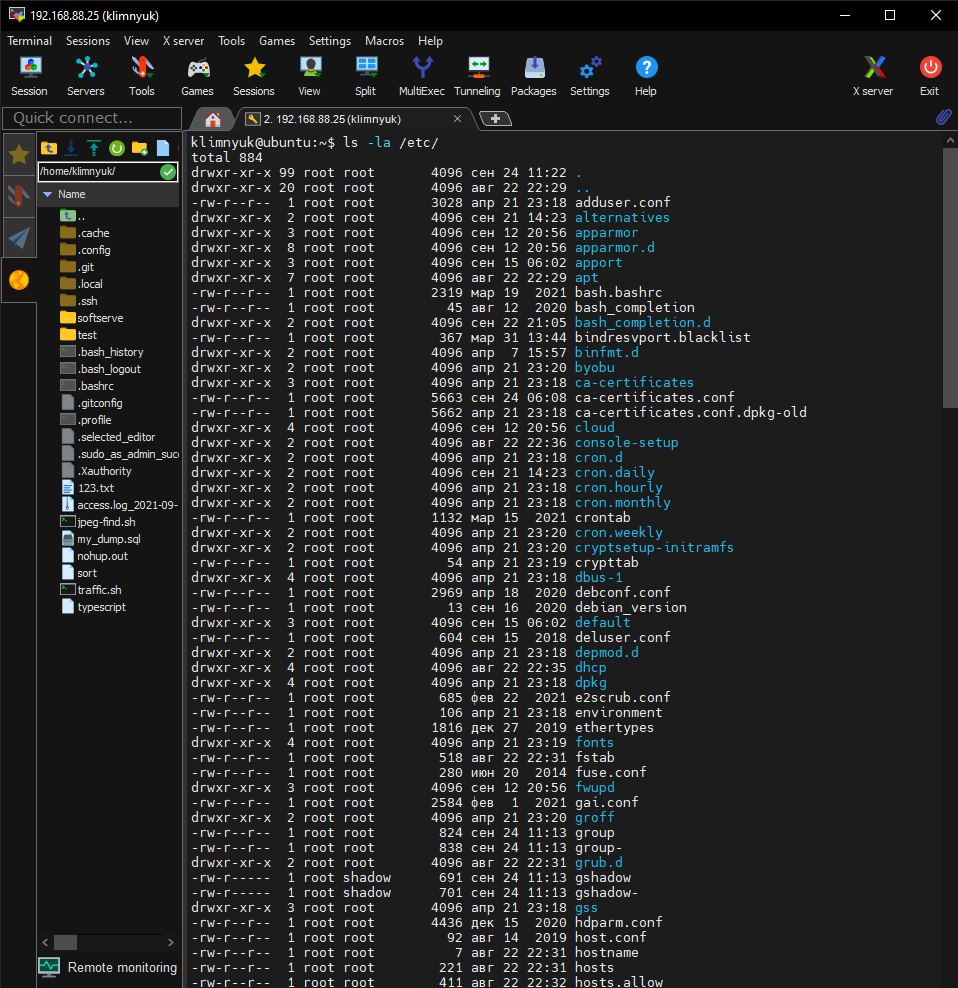 192.168.88.25 (klimnyuk)
Terminal Sessions View X server Tools Games Settings Macros Help
Session Servers Tools Games Sessions View Split MultiExec Tunneling Packages Settings Help X server Exit
Quick connect...
2. 192.168.88.25 (klimnyuk)
/home/klimnyuk/
Name
..
.cache
.config
.git
.local
.ssh
softserve
test
.bash_history
.bash_logout
.bashrc
.gitconfig
.profile
.selected_editor
.sudo_as_admin_succ
.Xauthority
123.txt
access.log_2021-09-
jpeg-find.sh
my_dump.sql
nohup.out
sort
traffic.sh
typescript
Remote monitoring
klimnyuk@ubuntu:~$ ls -la /etc/
total 884
drwxr-xr-x 99 root root 4096 сен 24 11:22 .
drwxr-xr-x 20 root root 4096 авг 22 22:29 ..
-rw-r--r-- 1 root root 3028 апр 21 23:18 adduser.conf
drwxr-xr-x 2 root root 4096 сен 21 14:23 alternatives
drwxr-xr-x 3 root root 4096 сен 12 20:56 apparmor
drwxr-xr-x 8 root root 4096 сен 12 20:56 apparmor.d
drwxr-xr-x 3 root root 4096 сен 15 06:02 apport
drwxr-xr-x 7 root root 4096 авг 22 22:29 apt
-rw-r--r-- 1 root root 2319 мар 19 2021 bash.bashrc
-rw-r--r-- 1 root root 45 авг 12 2020 bash_completion
drwxr-xr-x 2 root root 4096 сен 22 21:05 bash_completion.d
-rw-r--r-- 1 root root 367 мар 31 13:44 bindresvport.blacklist
drwxr-xr-x 2 root root 4096 апр 7 15:57 binfmt.d
drwxr-xr-x 2 root root 4096 апр 21 23:20 byobu
drwxr-xr-x 3 root root 4096 апр 21 23:18 ca-certificates
-rw-r--r-- 1 root root 5663 сен 24 06:08 ca-certificates.conf
-rw-r--r-- 1 root root 5662 апр 21 23:18 ca-certificates.conf.dpkg-old
drwxr-xr-x 4 root root 4096 сен 12 20:56 cloud
drwxr-xr-x 2 root root 4096 авг 22 22:36 console-setup
drwxr-xr-x 2 root root 4096 апр 21 23:18 cron.d
drwxr-xr-x 2 root root 4096 сен 21 14:23 cron.daily
drwxr-xr-x 2 root root 4096 апр 21 23:18 cron.hourly
drwxr-xr-x 2 root root 4096 апр 21 23:18 cron.monthly
-rw-r--r-- 1 root root 1132 мар 15 2021 crontab
drwxr-xr-x 2 root root 4096 апр 21 23:20 cron.weekly
drwxr-xr-x 2 root root 4096 апр 21 23:20 cryptsetup-initramfs
-rw-r--r-- 1 root root 54 апр 21 23:19 crypttab
drwxr-xr-x 4 root root 4096 апр 21 23:18 dbus-1
-rw-r--r-- 1 root root 2969 апр 18 2020 debconf.conf
-rw-r--r-- 1 root root 13 сен 16 2020 debian_version
drwxr-xr-x 3 root root 4096 сен 15 06:02 default
-rw-r--r-- 1 root root 604 сен 15 2018 deluser.conf
drwxr-xr-x 2 root root 4096 апр 21 23:18 depmod.d
drwxr-xr-x 4 root root 4096 авг 22 22:35 dhcp
drwxr-xr-x 4 root root 4096 апр 21 23:18 dpkg
-rw-r--r-- 1 root root 685 фев 22 2021 e2scrub.conf
-rw-r--r-- 1 root root 106 апр 21 23:18 environment
-rw-r--r-- 1 root root 1816 дек 27 2019 ethertypes
drwxr-xr-x 4 root root 4096 апр 21 23:19 fonts
-rw-r--r-- 1 root root 518 авг 22 22:31 fstab
-rw-r--r-- 1 root root 280 июн 20 2014 fuse.conf
drwxr-xr-x 3 root root 4096 сен 12 20:56 fwupd
-rw-r--r-- 1 root root 2584 фев 1 2021 gai.conf
drwxr-xr-x 2 root root 4096 апр 21 23:20 groff
-rw-r--r-- 1 root root 824 сен 24 11:13 group
-rw-r--r-- 1 root root 838 сен 24 11:13 group-
drwxr-xr-x 2 root root 4096 авг 22 22:31 grub.d
-rw-r----- 1 root shadow 691 сен 24 11:13 gshadow
-rw-r----- 1 root shadow 701 сен 24 11:13 gshadow-
drwxr-xr-x 3 root root 4096 апр 21 23:18 gss
-rw-r--r-- 1 root root 4436 дек 15 2020 hdparm.conf
-rw-r--r-- 1 root root 92 авг 14 2019 host.conf
-rw-r--r-- 1 root root 7 авг 22 22:31 hostname
-rw-r--r-- 1 root root 221 авг 22 22:31 hosts
-rw-r--r-- 1 root root 411 авг 22 22:32 hosts.allow